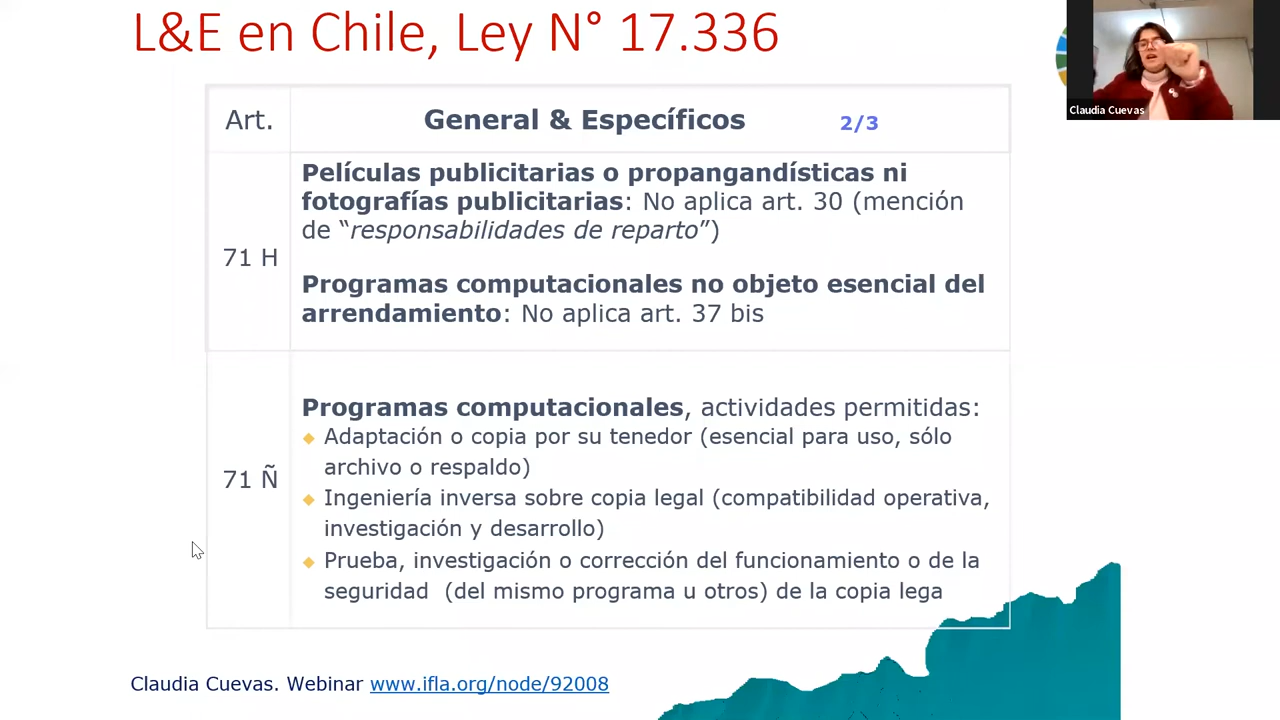 L&E en Chile, Ley N° 17.336
Claudia Cuevas
Art.
General & Específicos
2/3
71 H
Películas publicitarias o propangandísticas ni
fotografías publicitarias: No aplica art. 30 (mención
de “responsabilidades de reparto”)
Programas computacionales no objeto esencial del
arrendamiento: No aplica art. 37 bis
71 Ñ
Programas computacionales, actividades permitidas:
◆ Adaptación o copia por su tenedor (esencial para uso, sólo
archivo o respaldo)
◆ Ingeniería inversa sobre copia legal (compatibilidad operativa,
investigación y desarrollo)
◆ Prueba, investigación o corrección del funcionamiento o de la
seguridad (del mismo programa u otros) de la copia lega
Claudia Cuevas. Webinar www.ifla.org/node/92008